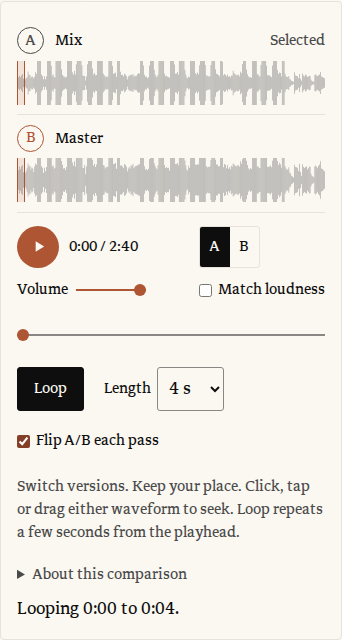 A Mix Selected
B Master
0:00 / 2:40 A B
Volume Match loudness
Loop Length 4 s
Flip A/B each pass
Switch versions. Keep your place. Click, tap
or drag either waveform to seek. Loop repeats
a few seconds from the playhead.
About this comparison
Looping 0:00 to 0:04.